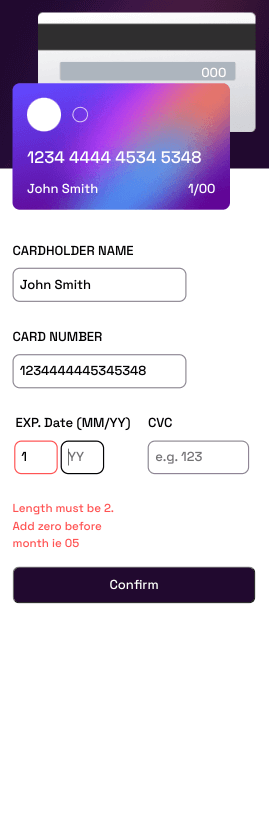 000
1234 4444 4534 5348
John Smith 1/00
CARDHOLDER NAME
John Smith
CARD NUMBER
1234444445345348
EXP. Date (MM/YY) CVC
1 YY e.g. 123
Length must be 2.
Add zero before
month ie 05
Confirm